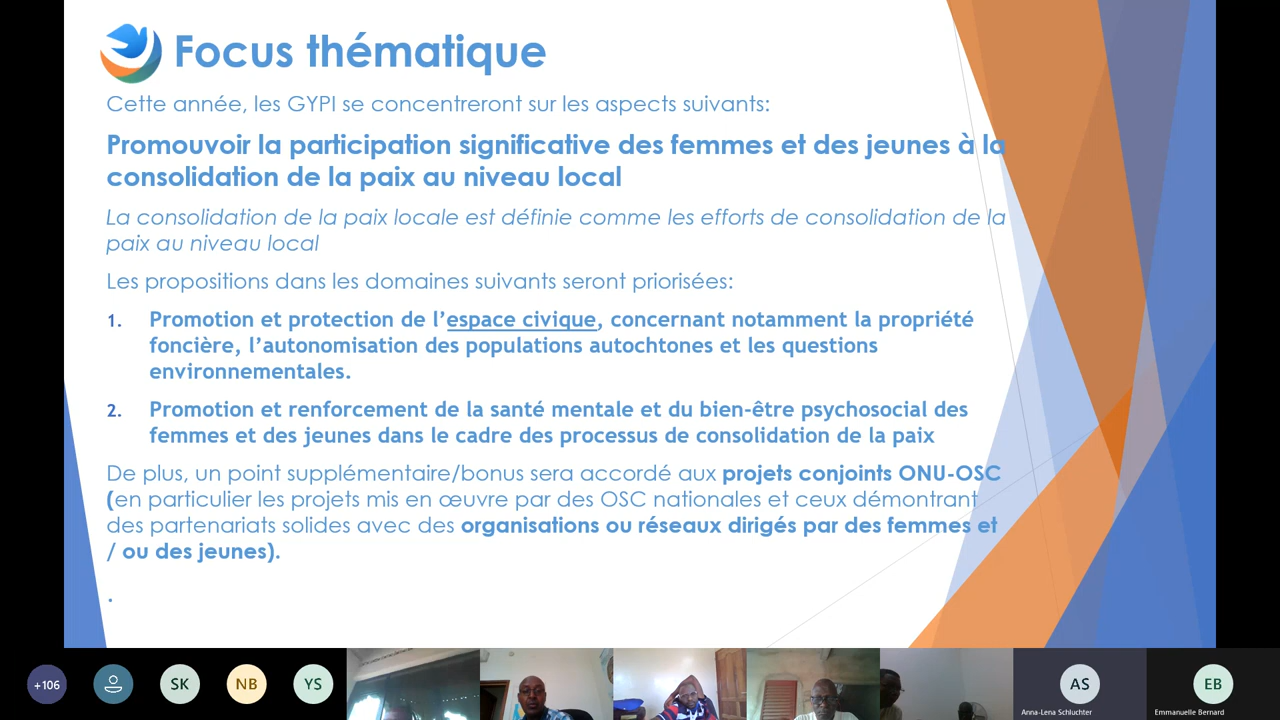 Focus thématique
Cette année, les GYPI se concentreront sur les aspects suivants:
Promouvoir la participation significative des femmes et des jeunes à la
consolidation de la paix au niveau local
La consolidation de la paix locale est définie comme les efforts de consolidation de la
paix au niveau local
Les propositions dans les domaines suivants seront priorisées:
1. Promotion et protection de l’espace civique, concernant notamment la propriété
foncière, l’autonomisation des populations autochtones et les questions
environnementales.
2. Promotion et renforcement de la santé mentale et du bien-être psychosocial des
femmes et des jeunes dans le cadre des processus de consolidation de la paix
De plus, un point supplémentaire/bonus sera accordé aux projets conjoints ONU-OSC
(en particulier les projets mis en œuvre par des OSC nationales et ceux démontrant
des partenariats solides avec des organisations ou réseaux dirigés par des femmes et
/ ou des jeunes).
.
+106 SK NB YS AS EB
Anna-Lena Schluchter Emmanuelle Bernard